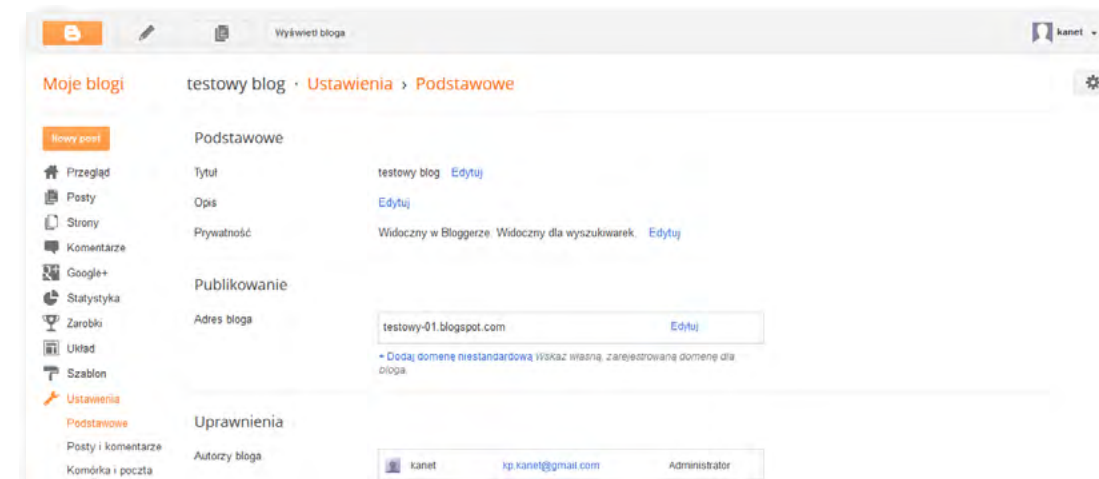 Wyświetl bloga
kanet
Moje blogi
testowy blog · Ustawienia › Podstawowe
Nowy post
Przegląd
Posty
Strony
Komentarze
Google+
Statystyka
Zarobki
Układ
Szablon
Ustawienia
Podstawowe
Posty i komentarze
Komórka i poczta
Podstawowe
Tytuł testowy blog Edytuj
Opis Edytuj
Prywatność Widoczny w Bloggerze. Widoczny dla wyszukiwarek. Edytuj
Publikowanie
Adres bloga testowy-01.blogspot.com Edytuj
+ Dodaj domenę niestandardową Wskaż własną, zarejestrowaną domenę dla
bloga.
Uprawnienia
Autorzy bloga kanet kp.kanet@gmail.com Administrator